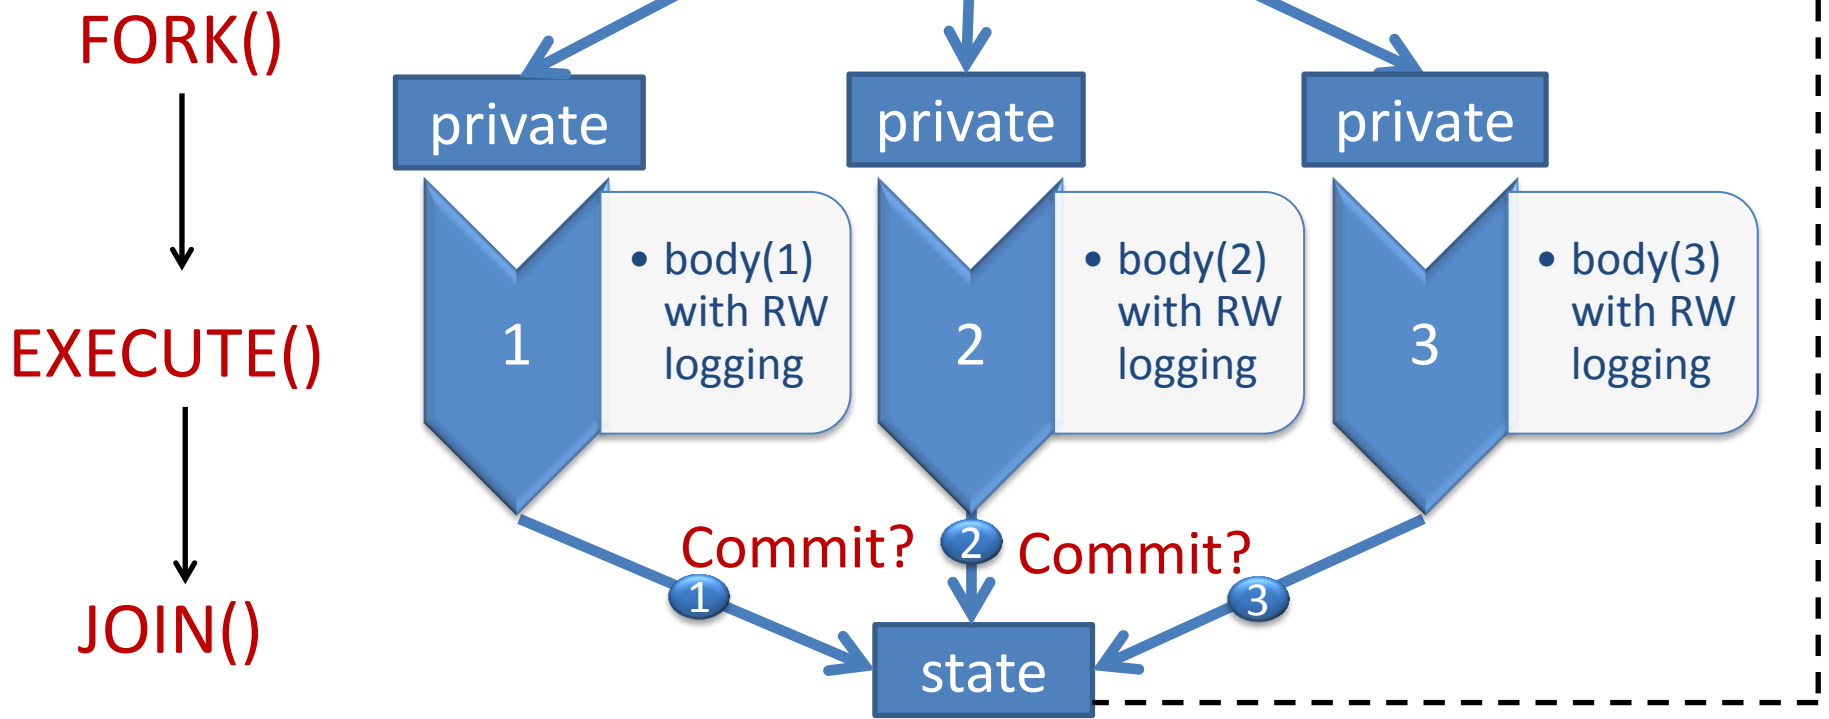 FORK()
private
private
private
• body(1)
with RW
logging
• body(2)
with RW
logging
• body(3)
with RW
logging
EXECUTE()
1
2
3
Commit?
2
Commit?
1
3
JOIN()
state